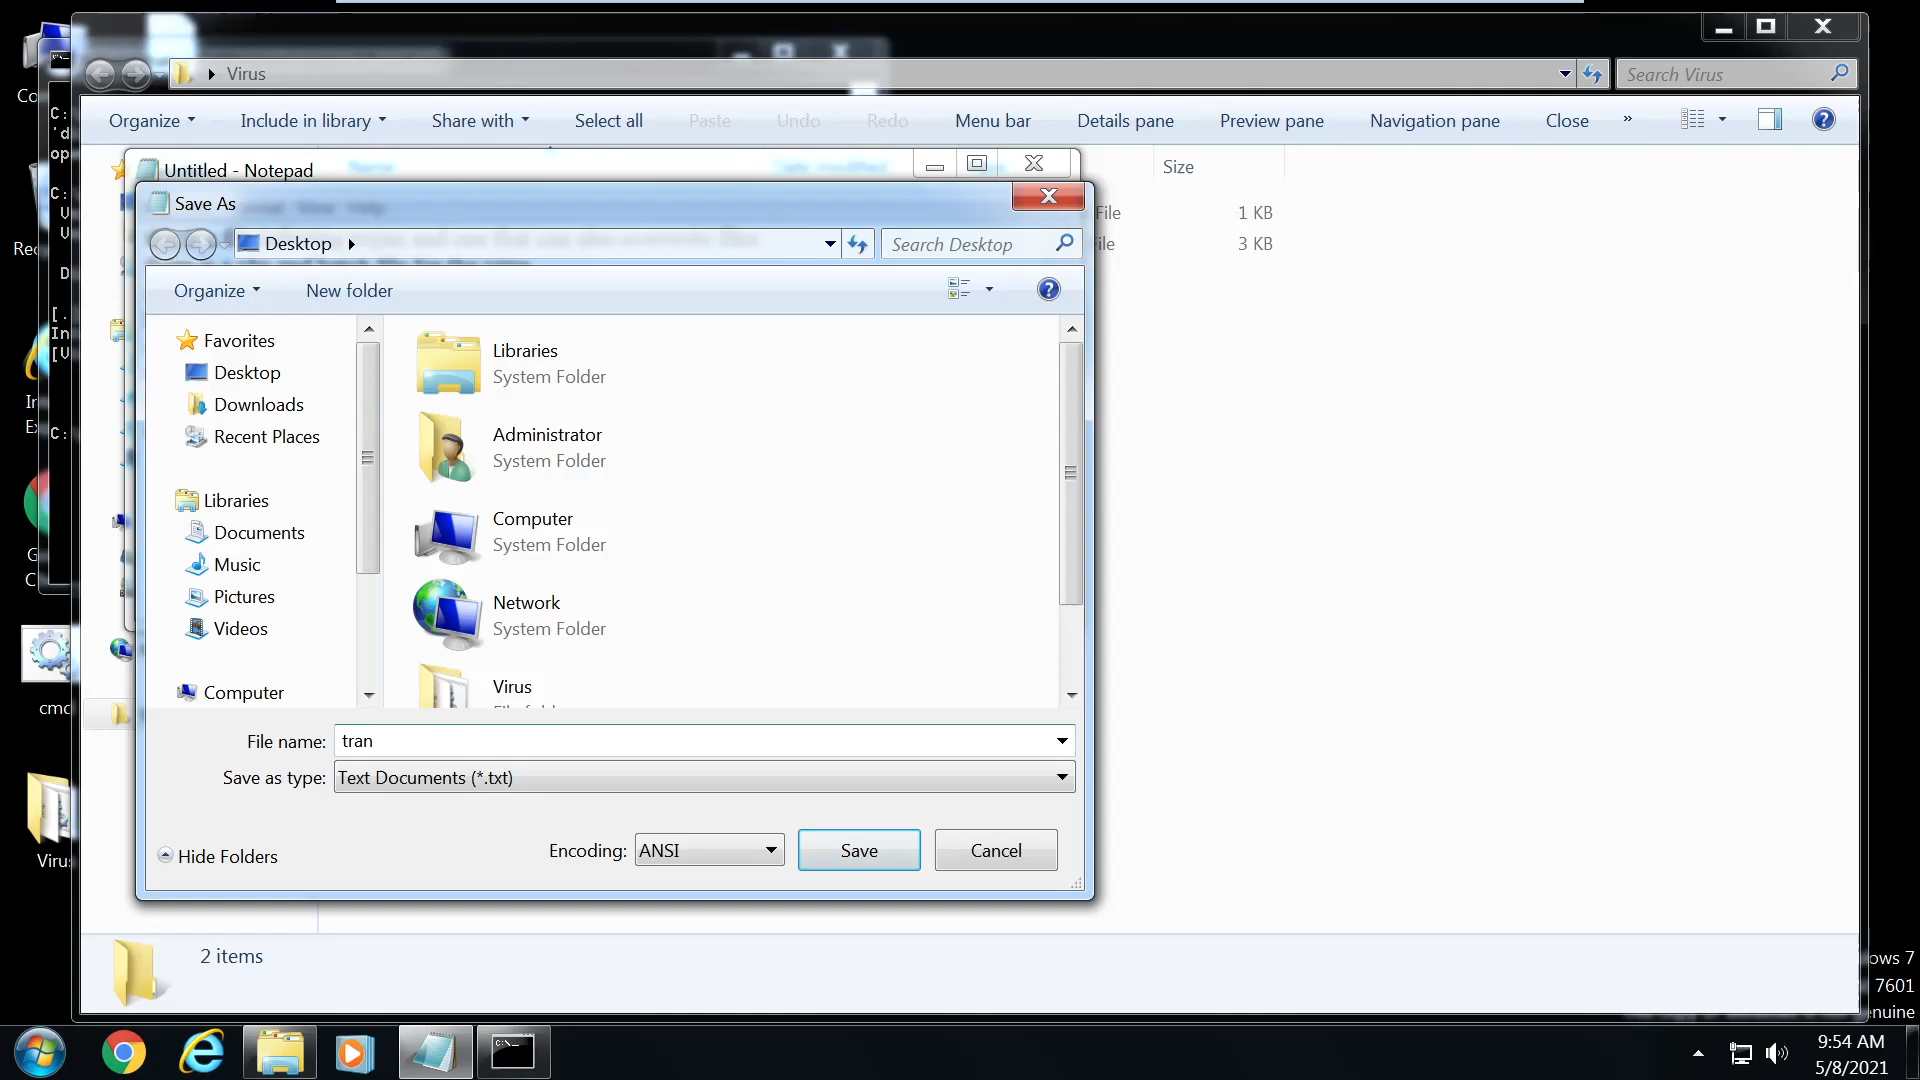 Virus
Search Virus
Organize
Include in library
Share with
Select all
Paste
Undo
Redo
Menu bar
Details pane
Preview pane
Navigation pane
Close
»
Untitled - Notepad
Size
Save As
File
1 KB
3 KB
Desktop
Search Desktop
Organize
New folder
Favorites
Desktop
Downloads
Recent Places
Libraries
Documents
Music
Pictures
Videos
Computer
Libraries
System Folder
Administrator
System Folder
Computer
System Folder
Network
System Folder
Virus
File name:
tran
Save as type:
Text Documents (*.txt)
Hide Folders
Encoding:
ANSI
Save
Cancel
2 items
ows 7
7601
enuine
9:54 AM
5/8/2021